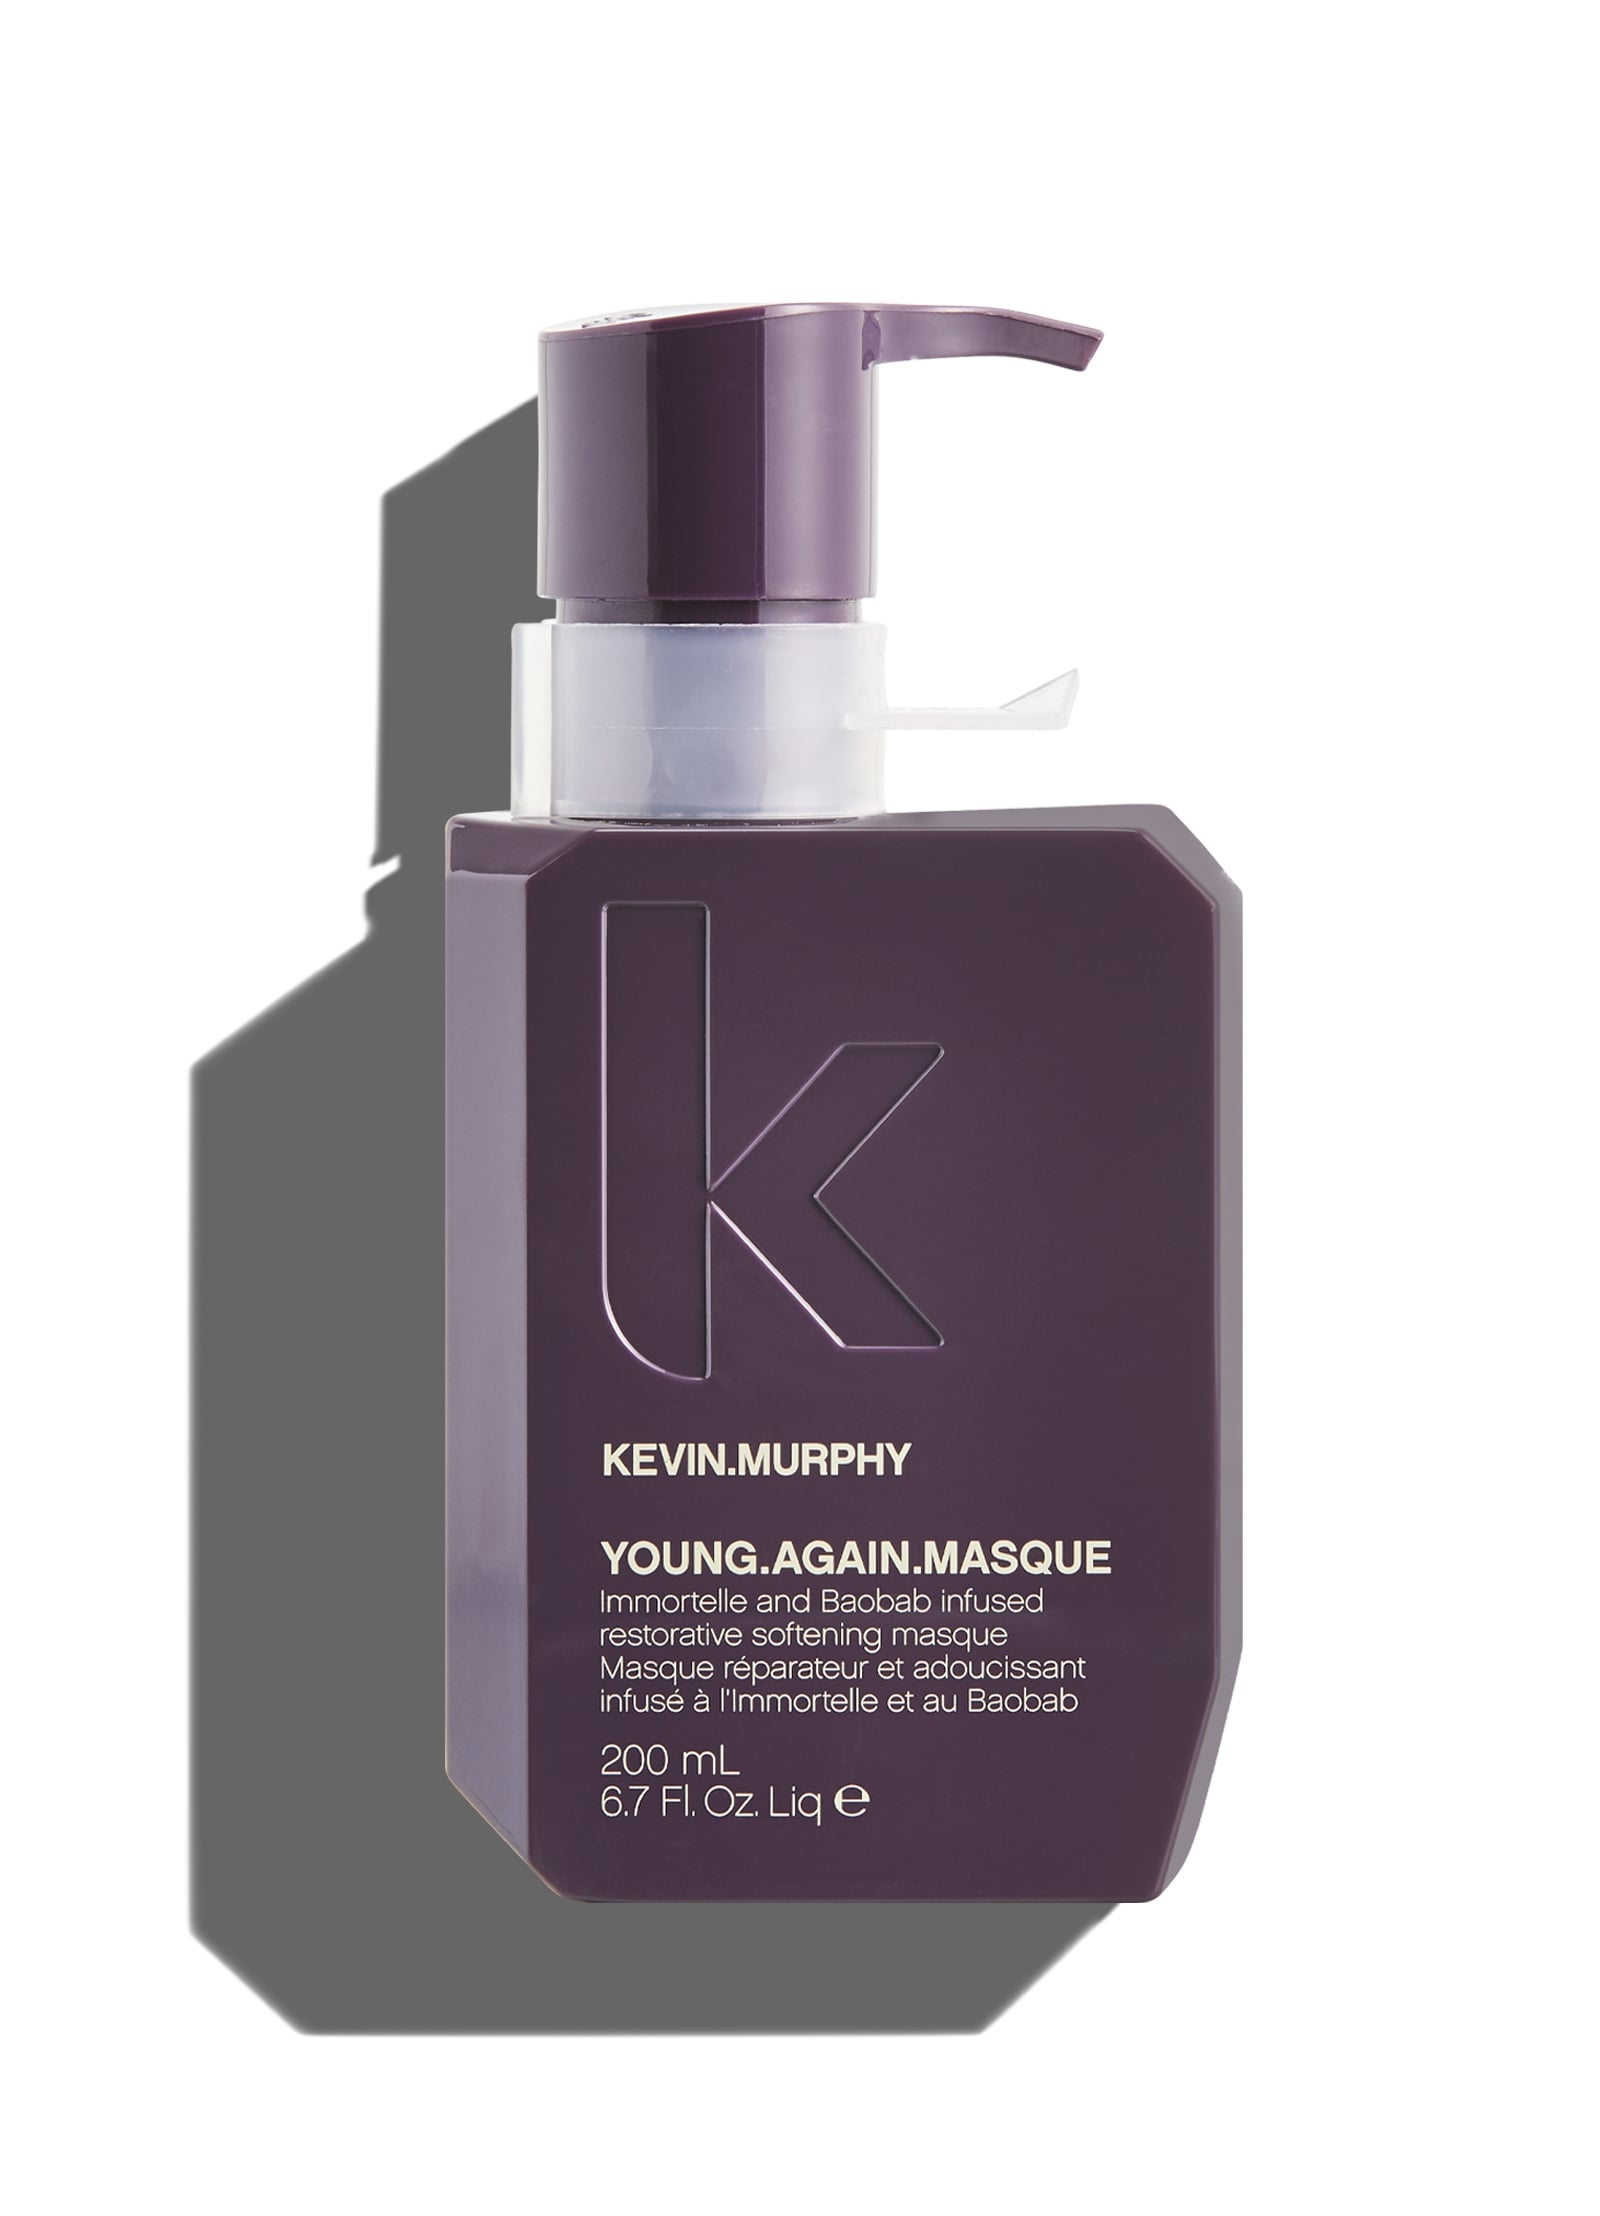 k
KEVIN.MURPHY
YOUNG.AGAIN.MASQUE
Immortelle and Baobab infused
restorative softening masque
Masque réparateur et adoucissant
infusé à l'Immortelle et au Baobab
200 mL
6.7 Fl. Oz. Liq ℮